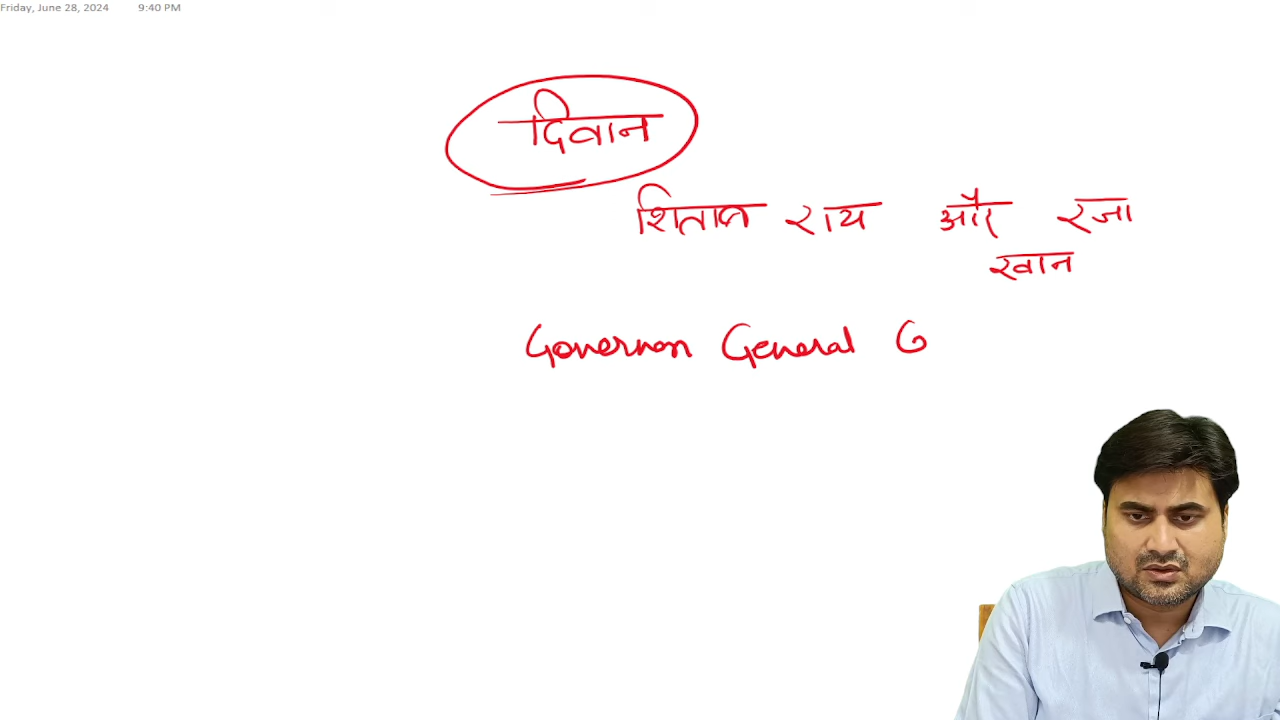 Friday, June 28, 2024 9:40 PM
दिवान
शिताब राय और रजा
खान
Governor General G